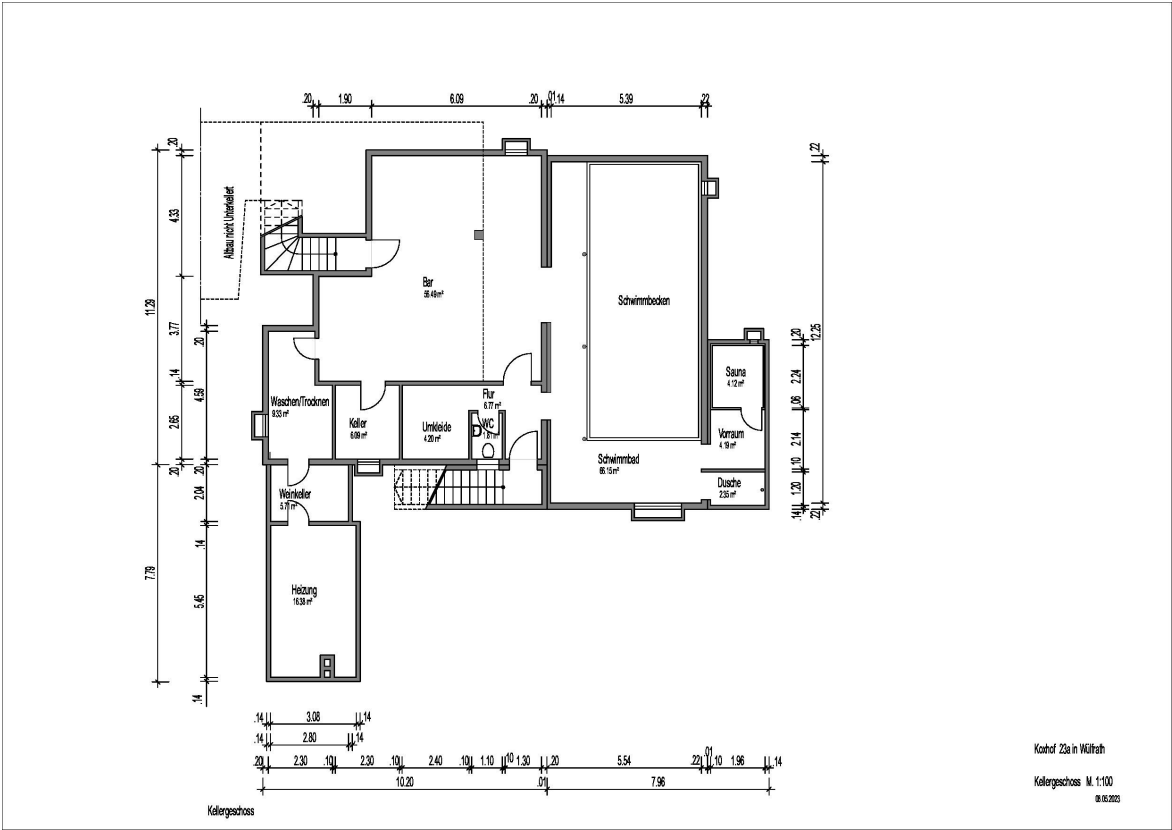 .20
1.90
6.09
.20
.01
.14
5.39
.22
.20
4.33
11.29
3.77
.20
.14
4.59
2.65
.20
.20
2.04
.14
7.79
5.45
.14
Altbau nicht Unterkellert
Bar
56.49 m²
Schwimmbecken
.22
12.25
.20
2.24
.06
2.14
.10
1.20
.14
.22
Sauna
4.12 m²
Vorraum
4.19 m²
Dusche
2.35 m²
Waschen/Trocknen
9.33 m²
Keller
6.09 m²
Umkleide
4.20 m²
Flur
6.77 m²
WC
1.81 m²
Schwimmbad
66.15 m²
Weinkeller
5.71 m²
Heizung
16.38 m²
.14
3.08
.14
.14
2.80
.14
.20
2.30
.10
2.30
.10
2.40
.10
1.10
.10
1.30
.20
5.54
.22
.01
.10
1.96
.14
10.20
.01
7.96
Kellergeschoss
Koxhof 23a in Wülfrath
Kellergeschoss M. 1:100